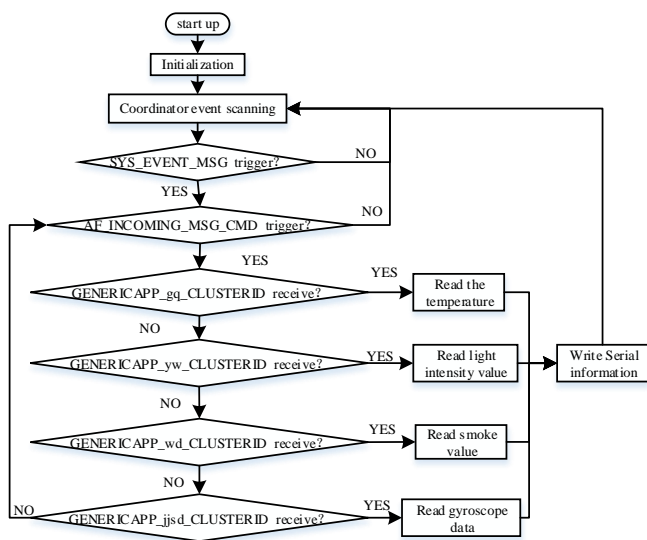 start up
Initialization
Coordinator event scanning
SYS_EVENT_MSG trigger?
NO
YES
AF_INCOMING_MSG_CMD trigger?
NO
YES
GENERICAPP_gq_CLUSTERID receive?
YES
Read the
temperature
NO
GENERICAPP_yw_CLUSTERID receive?
YES
Read light
intensity value
Write Serial
information
NO
GENERICAPP_wd_CLUSTERID receive?
YES
Read smoke
value
NO
GENERICAPP_jjsd_CLUSTERID receive?
NO
YES
Read gyroscope
data